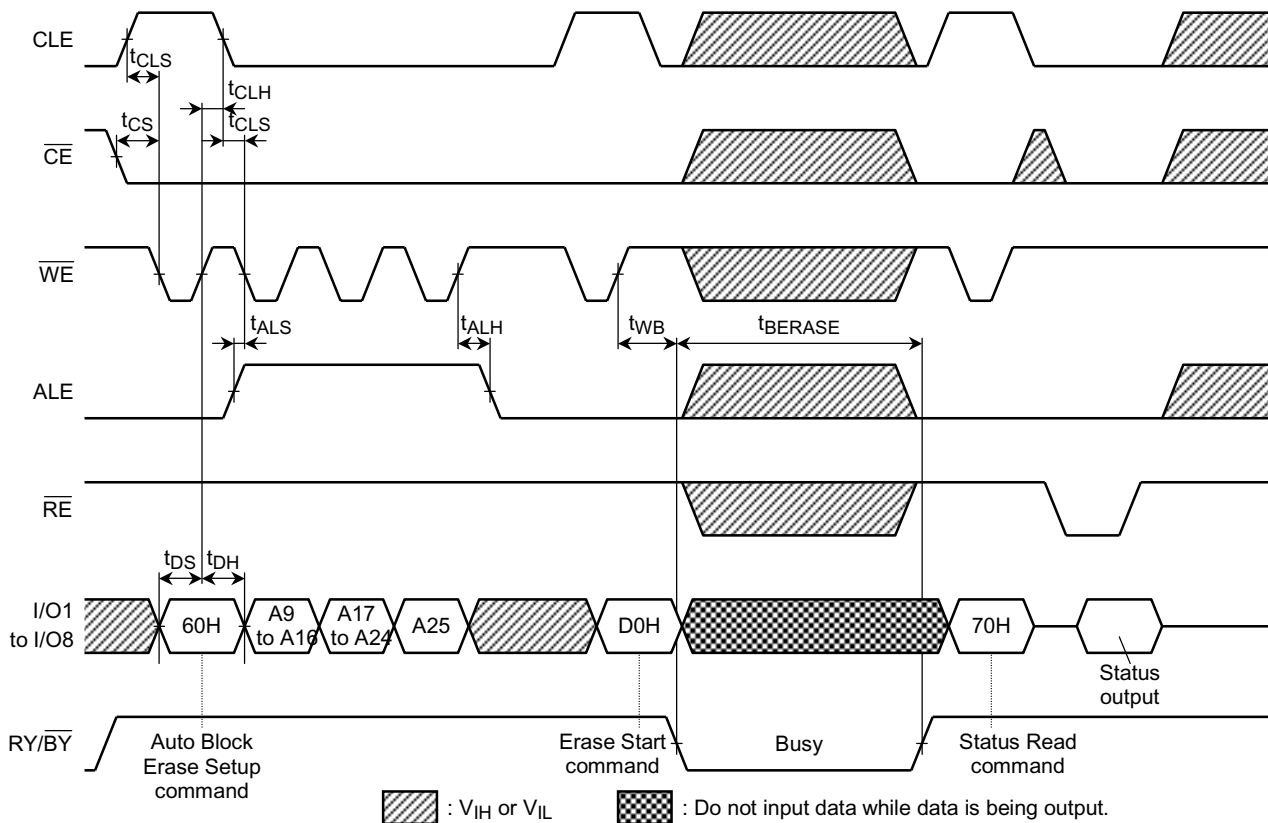 CLE
tCLS
tCLH
tCS
tCLS
CE
WE
tALS
tALH
tWB
tBERASE
ALE
RE
tDS
tDH
I/O1
to I/O8
60H
A9
to A16
A17
to A24
A25
D0H
70H
Status
output
RY/BY
Auto Block
Erase Setup
command
Erase Start
command
Busy
Status Read
command
: VIH or VIL
: Do not input data while data is being output.